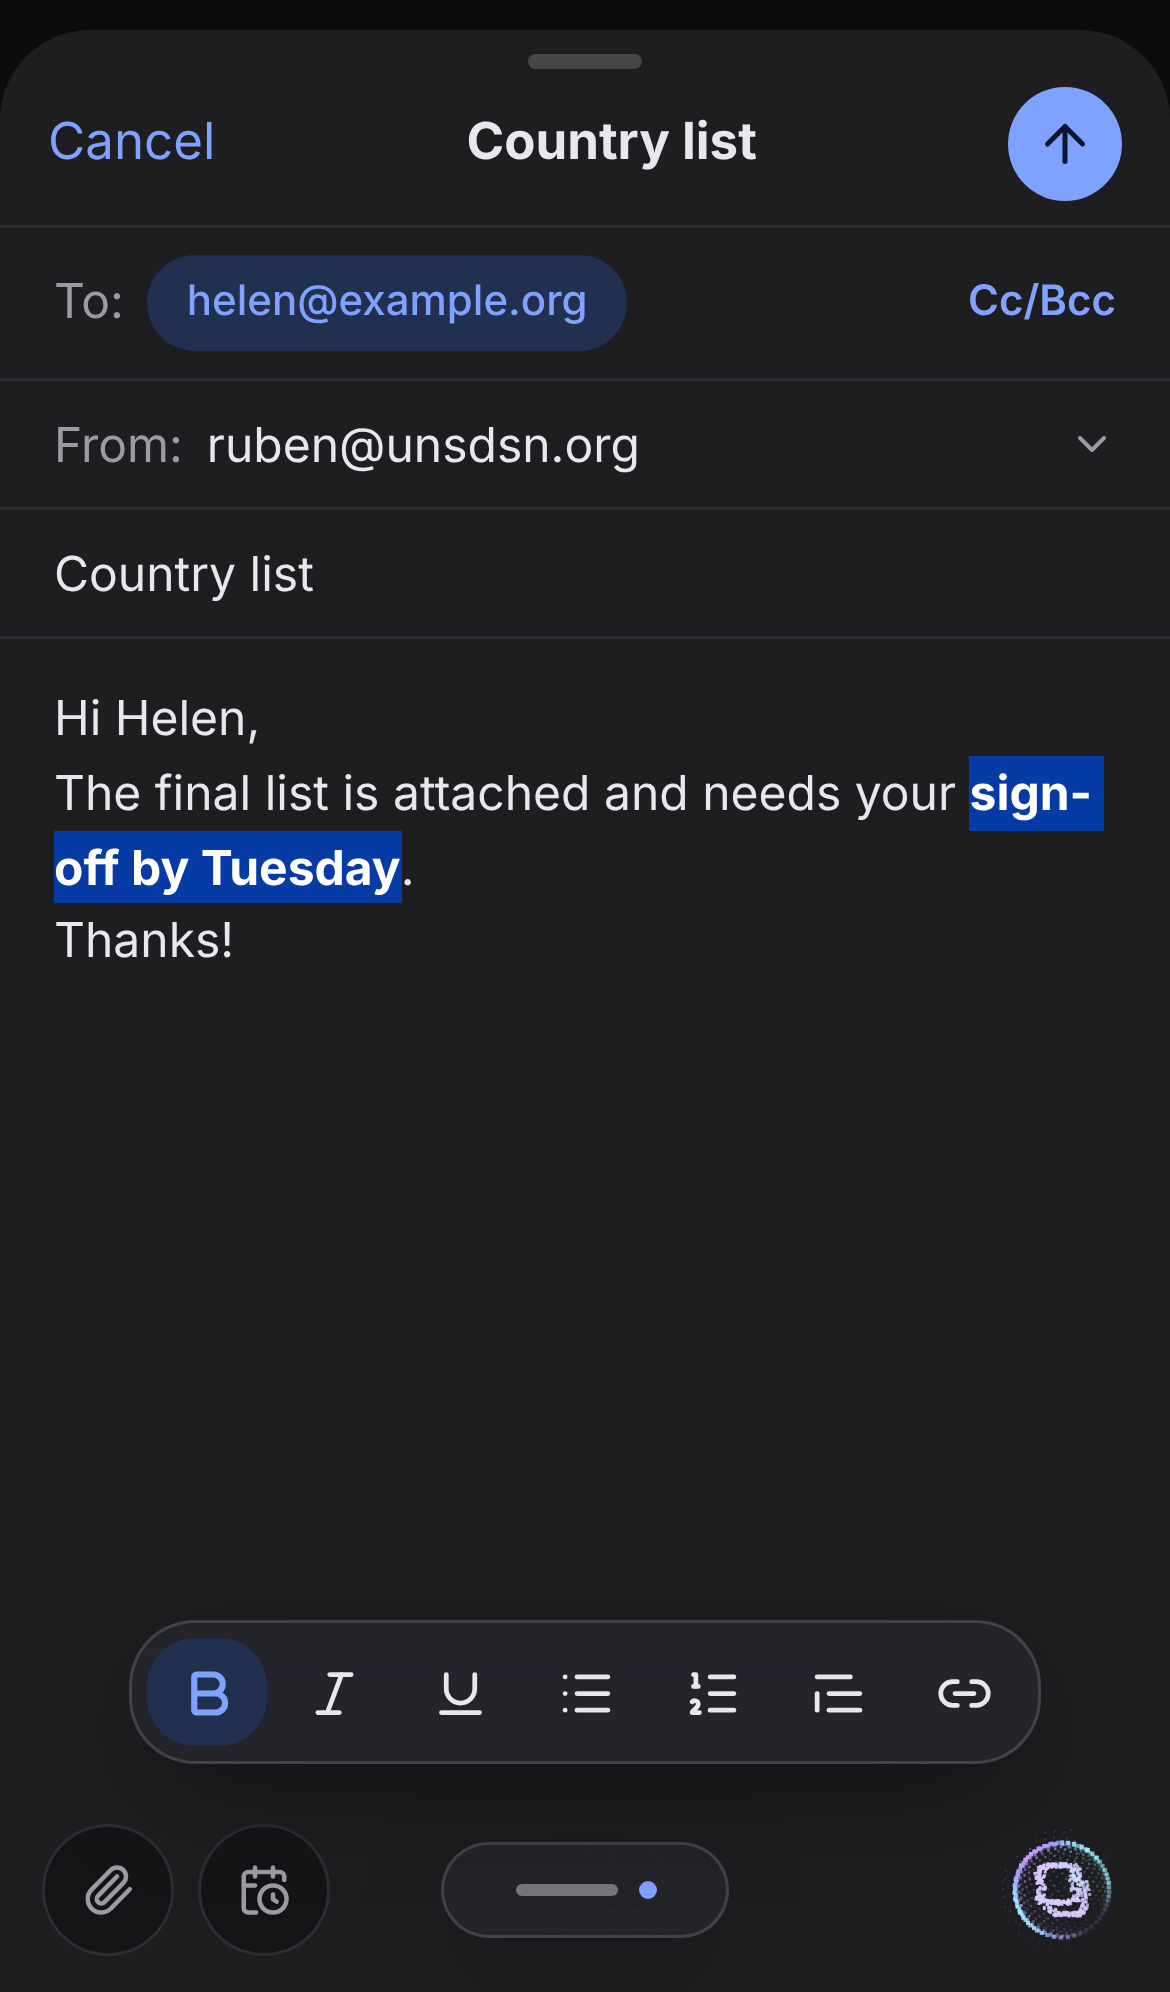 Cancel
Country list
To: helen@example.org Cc/Bcc
From: ruben@unsdsn.org
Country list
Hi Helen,
The final list is attached and needs your sign-
off by Tuesday.
Thanks!